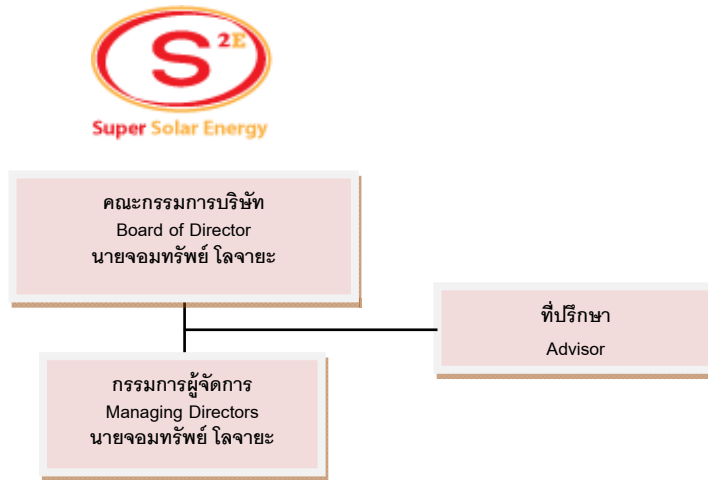 S 2E
Super Solar Energy
คณะกรรมการบริษัท
Board of Director
นายจอมทรัพย์ โลจายะ
ที่ปรึกษา
Advisor
กรรมการผู้จัดการ
Managing Directors
นายจอมทรัพย์ โลจายะ